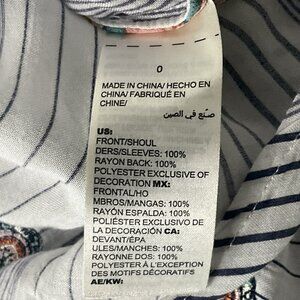 0
MADE IN CHINA/ HECHO EN
CHINA/ FABRIQUÉ EN
CHINE/
صنع في الصين
US:
FRONT/SHOUL
DERS/SLEEVES: 100%
RAYON BACK: 100%
POLYESTER EXCLUSIVE OF
DECORATION MX:
FRONTAL/HO
MBROS/MANGAS: 100%
RAYÓN ESPALDA: 100%
POLIÉSTER EXCLUSIVO DE
LA DECORACIÓN CA:
DEVANT/ÉPA
ULES/MANCHES: 100%
RAYONNE DOS: 100%
POLYESTER À L'EXCEPTION
DES MOTIFS DÉCORATIFS
AE/KW: